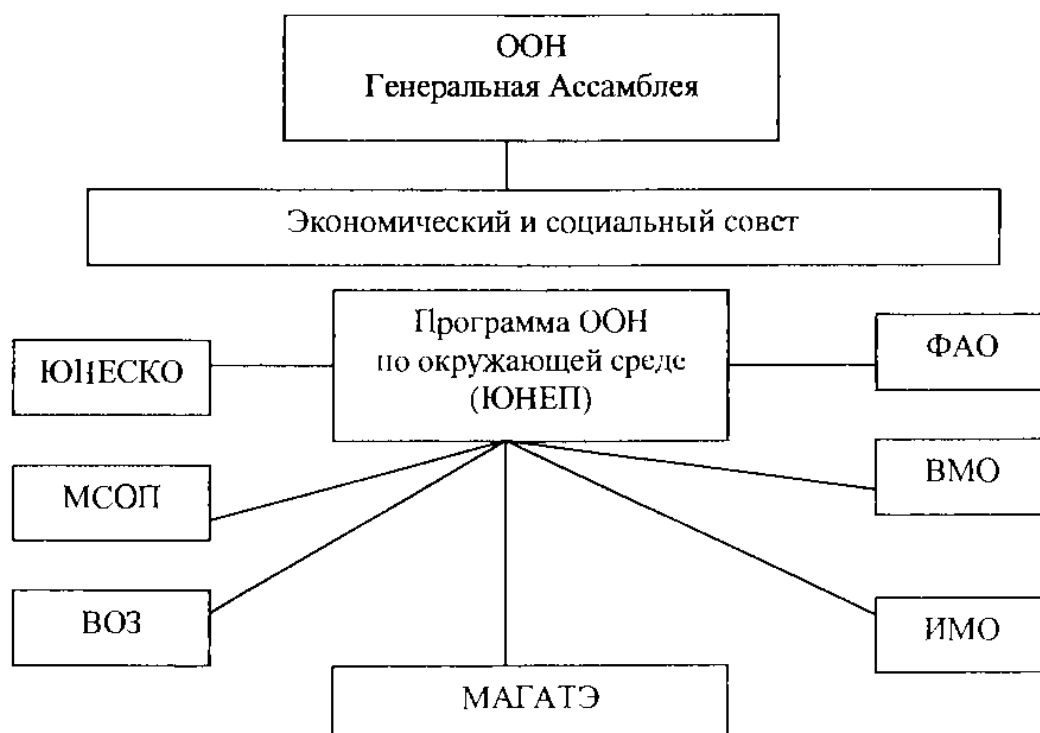 ООН
Генеральная Ассамблея
Экономический и социальный совет
Программа ООН
по окружающей среде
(ЮНЕП)
ЮНЕСКО
ФАО
МСОП
ВМО
ВОЗ
ИМО
МАГАТЭ